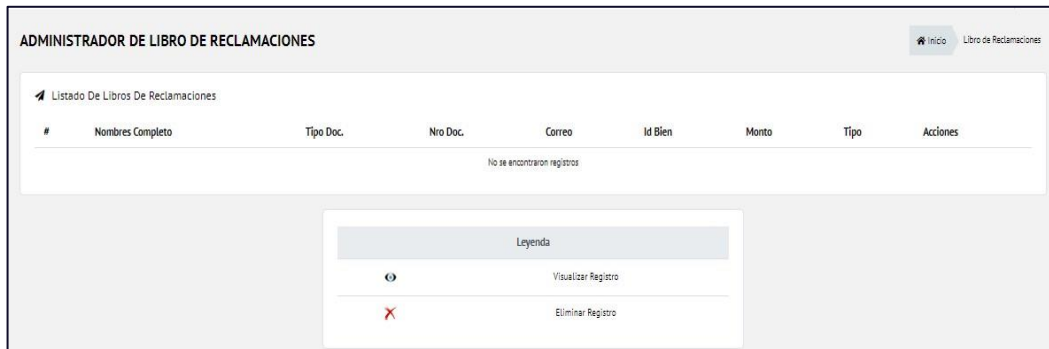 ADMINISTRADOR DE LIBRO DE RECLAMACIONES
Inicio Libro de Reclamaciones
Listado De Libros De Reclamaciones
# Nombres Completo Tipo Doc. Nro Doc. Correo Id Bien Monto Tipo Acciones
No se encontraron registros
Leyenda
Visualizar Registro
Eliminar Registro